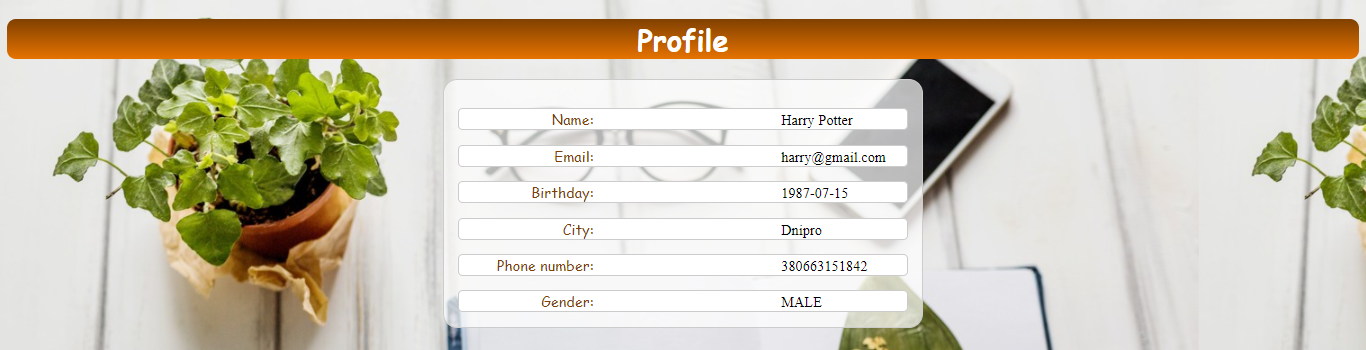 Profile
Name: Harry Potter
Email: harry@gmail.com
Birthday: 1987-07-15
City: Dnipro
Phone number: 380663151842
Gender: MALE